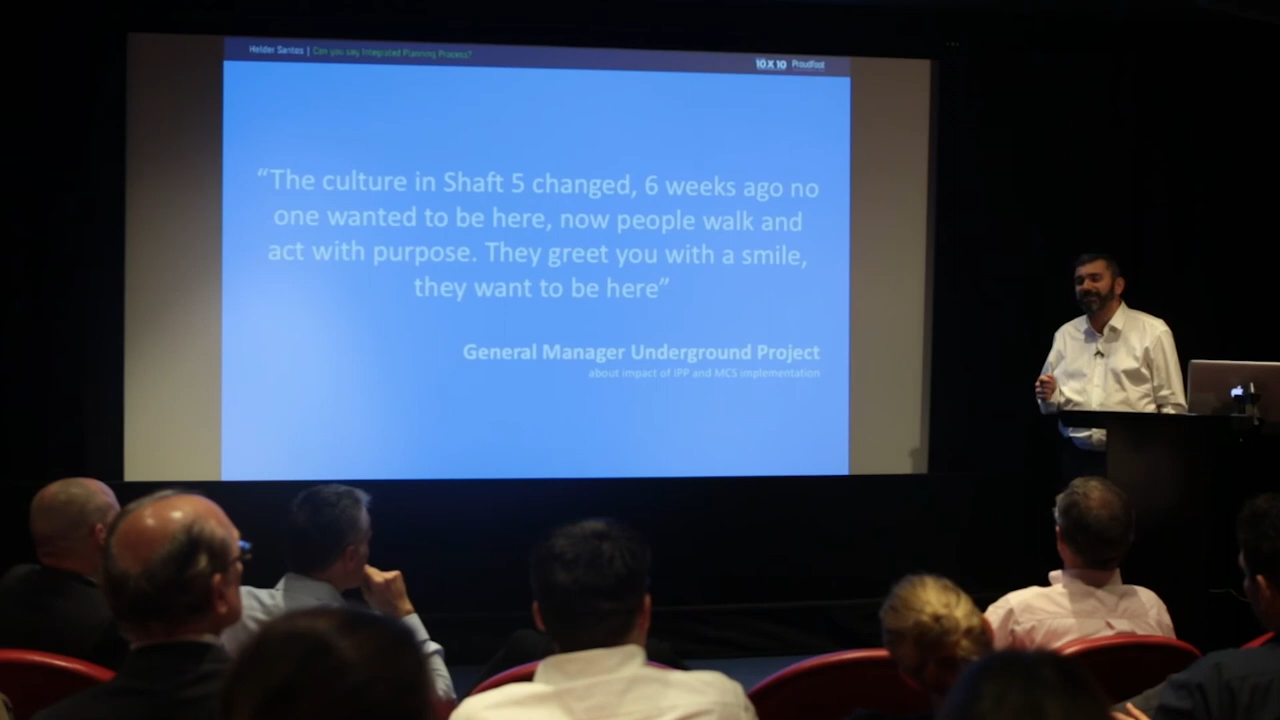 Helder Santos | Can you say Integrated Planning Process?
10X10 Proudfoot
“The culture in Shaft 5 changed, 6 weeks ago no
one wanted to be here, now people walk and
act with purpose. They greet you with a smile,
they want to be here”
General Manager Underground Project
about impact of IPP and MCS implementation